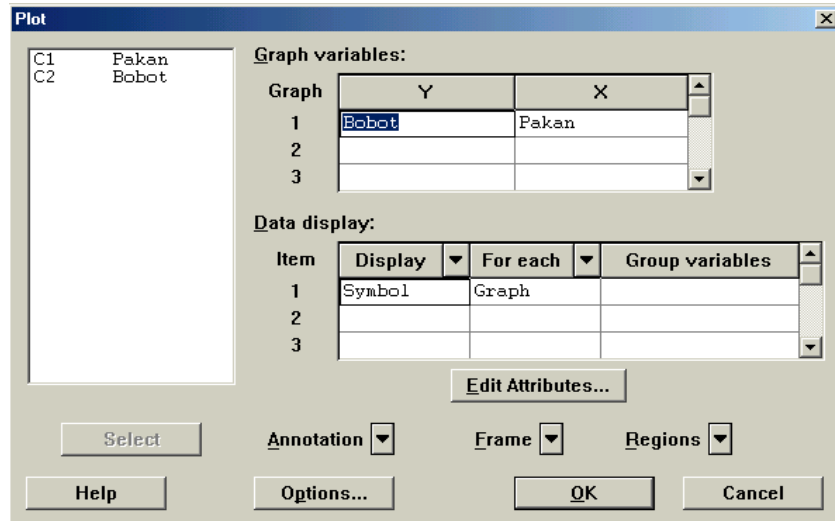 Plot
C1 Pakan
C2 Bobot
Graph variables:
Graph Y X
1 Bobot Pakan
2
3
Data display:
Item Display For each Group variables
1 Symbol Graph
2
3
Edit Attributes...
Select Annotation Frame Regions
Help Options... OK Cancel